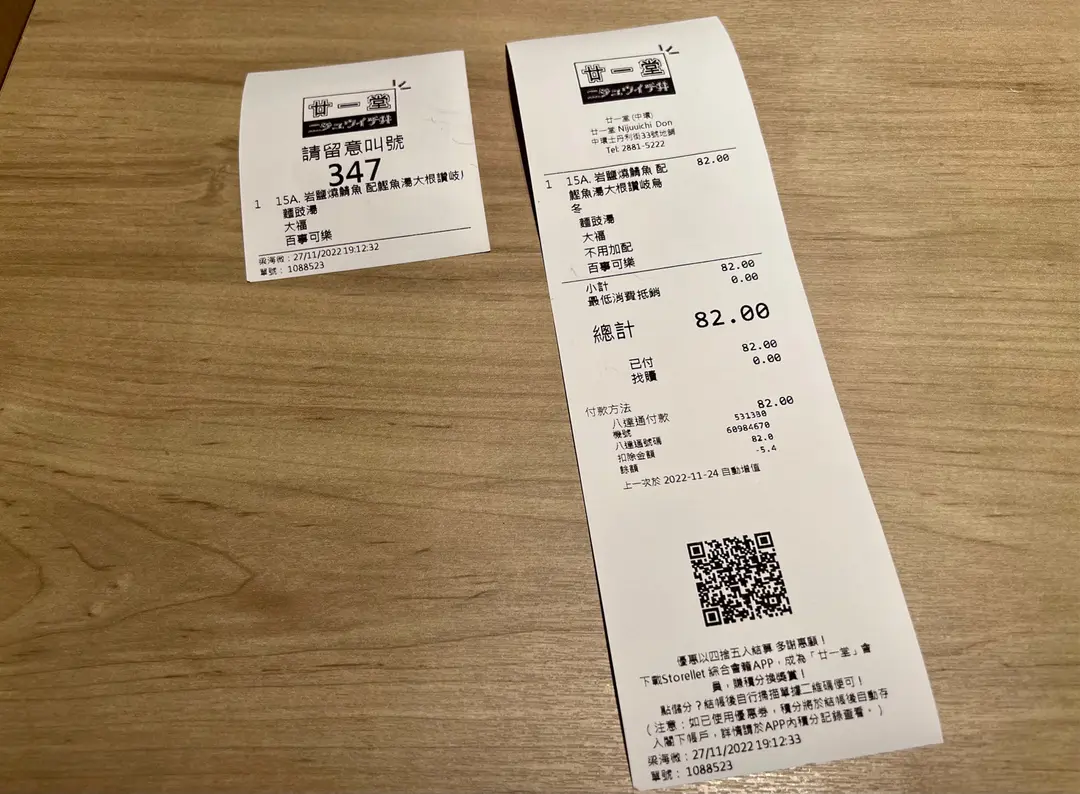 廿一堂
ニジュウイチ丼
請留意叫號
347
1 15A. 岩鹽燒鯖魚 配鰹魚湯大根讚岐
麵豉湯
大福
百事可樂
梁海微：27/11/2022 19:12:32
單號： 1088523
廿一堂
ニジュウイチ丼
廿一堂 (中環)
廿一堂 Nijuuichi Don
中環士丹利街33號地舖
Tel: 2881-5222
1 15A. 岩鹽燒鯖魚 配 82.00
鰹魚湯大根讚岐烏
冬
麵豉湯
大福
不用加配
百事可樂
小計 82.00
最低消費抵銷 0.00
總計 82.00
已付 82.00
找贖 0.00
付款方法
八達通付款 82.00
機號 531330
八達通號碼 60984670
扣除金額 82.0
餘額 -5.4
上一次於 2022-11-24 自動增值
優惠以四捨五入結算 多謝惠顧！
下載Storellet 綜合會籍APP，成為「廿一堂」會
員，賺積分換獎賞！
點儲分？結帳後自行掃描單據二維碼便可！
（注意：如已使用優惠劵，積分將於結帳後自動存
入閣下帳戶，詳情請於APP內積分記錄查看。）
梁海微：27/11/2022 19:12:33
單號： 1088523